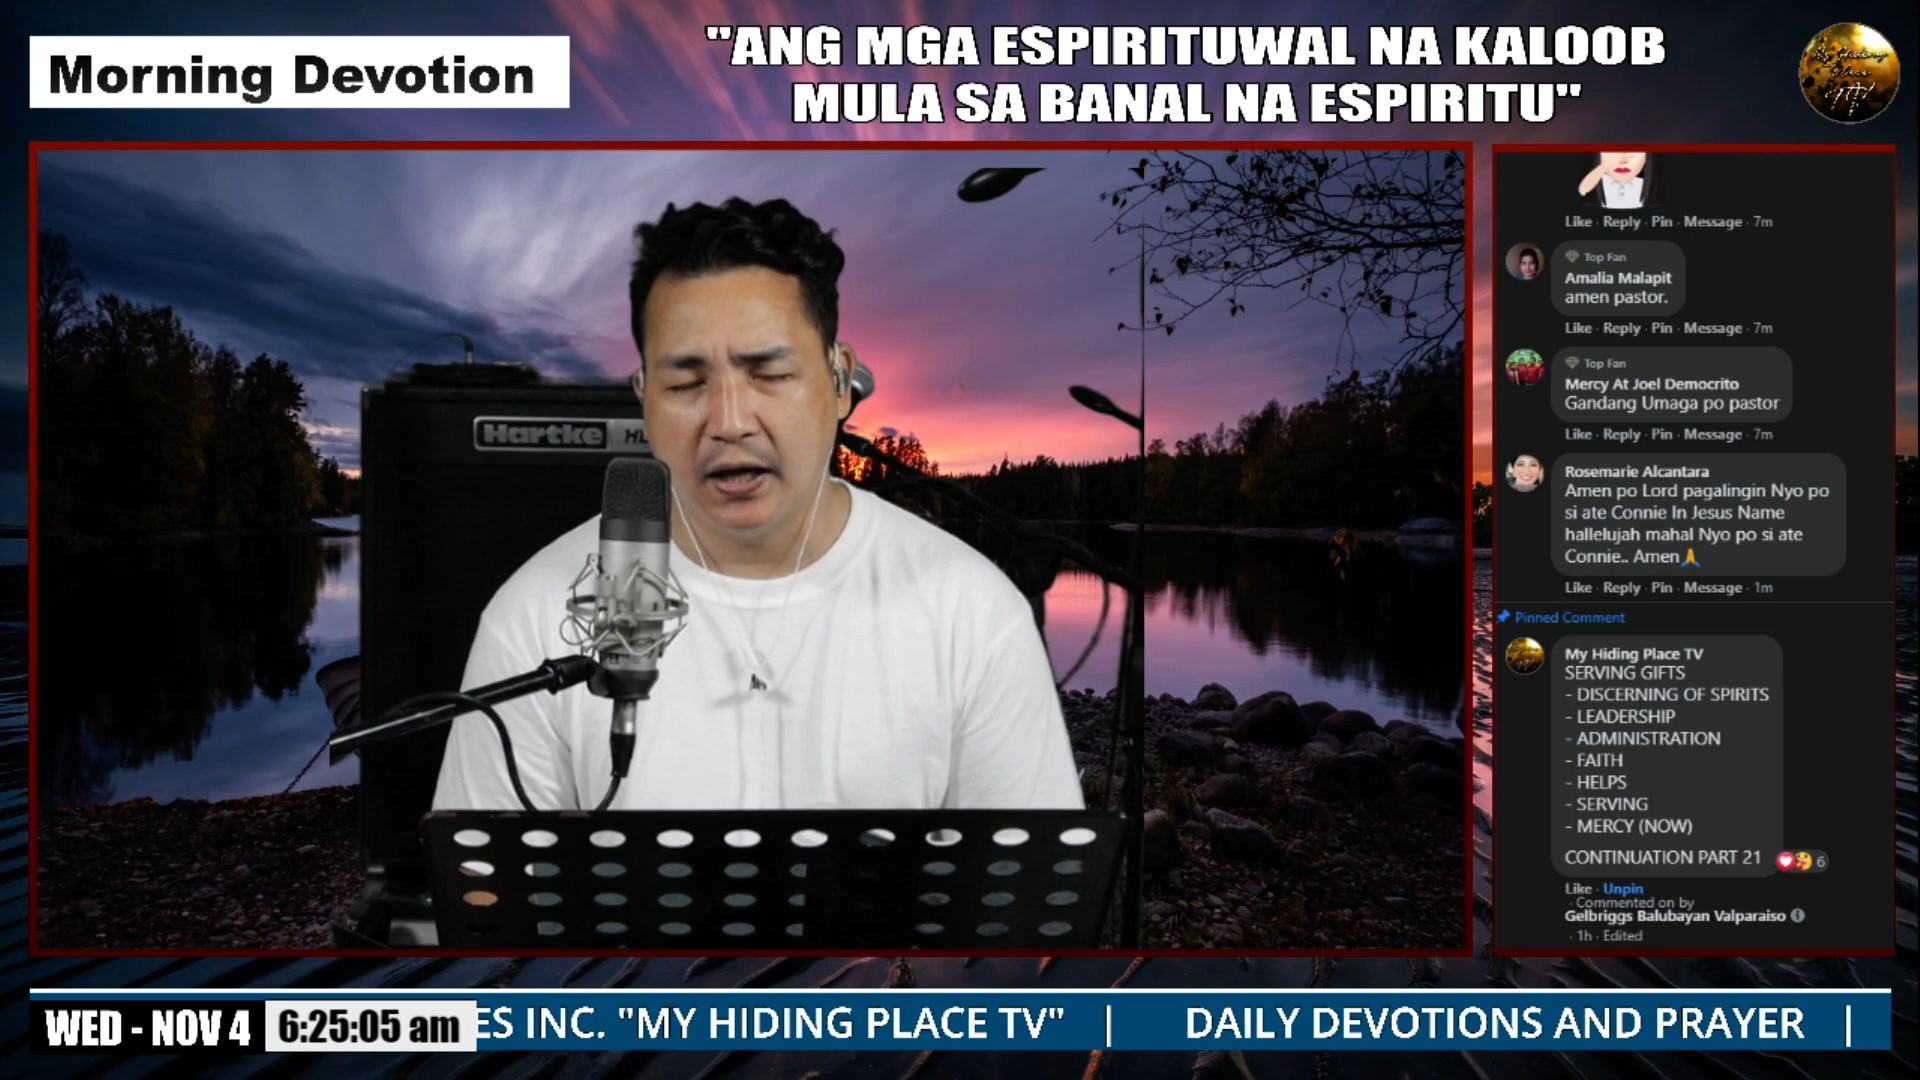 Morning Devotion
"ANG MGA ESPIRITUWAL NA KALOOB
MULA SA BANAL NA ESPIRITU"
My Hiding
Place
Hartke
Like · Reply · Pin · Message · 7m
Top Fan
Amalia Malapit
amen pastor.
Like · Reply · Pin · Message · 7m
Top Fan
Mercy At Joel Democrito
Gandang Umaga po pastor
Like · Reply · Pin · Message · 7m
Rosemarie Alcantara
Amen po Lord pagalingin Nyo po
si ate Connie In Jesus Name
hallelujah mahal Nyo po si ate
Connie.. Amen🙏
Like · Reply · Pin · Message · 1m
Pinned Comment
My Hiding Place TV
SERVING GIFTS
- DISCERNING OF SPIRITS
- LEADERSHIP
- ADMINISTRATION
- FAITH
- HELPS
- SERVING
- MERCY (NOW)
CONTINUATION PART 21
6
Like · Unpin
· Commented on by
Gelbriggs Balubayan Valparaiso
· 1h · Edited
WED - NOV 4
6:25:05 am
ES INC. "MY HIDING PLACE TV" | DAILY DEVOTIONS AND PRAYER |